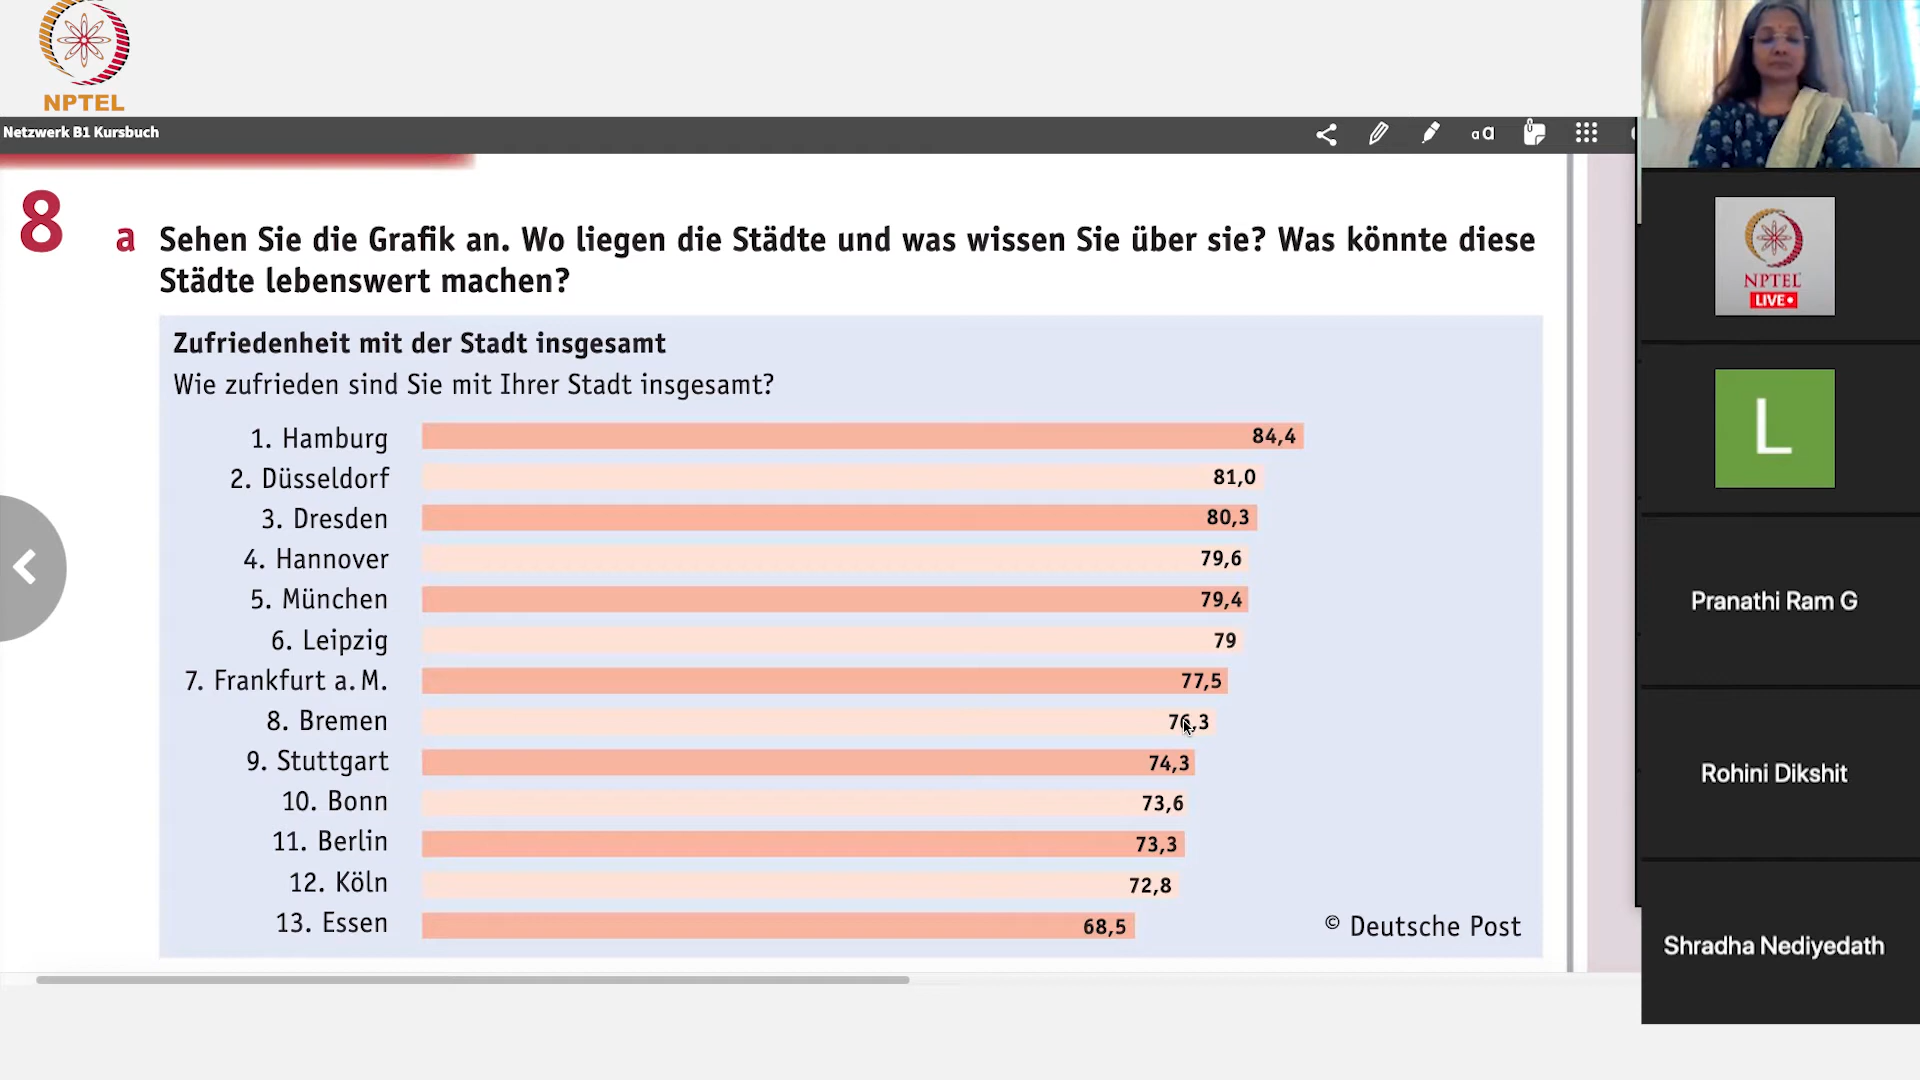 NPTEL
Netzwerk B1 Kursbuch
aa
8
a Sehen Sie die Grafik an. Wo liegen die Städte und was wissen Sie über sie? Was könnte diese
Städte lebenswert machen?
Zufriedenheit mit der Stadt insgesamt
Wie zufrieden sind Sie mit Ihrer Stadt insgesamt?
1. Hamburg 84,4
2. Düsseldorf 81,0
3. Dresden 80,3
4. Hannover 79,6
5. München 79,4
6. Leipzig 79
7. Frankfurt a. M. 77,5
8. Bremen 76,3
9. Stuttgart 74,3
10. Bonn 73,6
11. Berlin 73,3
12. Köln 72,8
13. Essen 68,5
© Deutsche Post
NPTEL
LIVE
L
Pranathi Ram G
Rohini Dikshit
Shradha Nediyedath